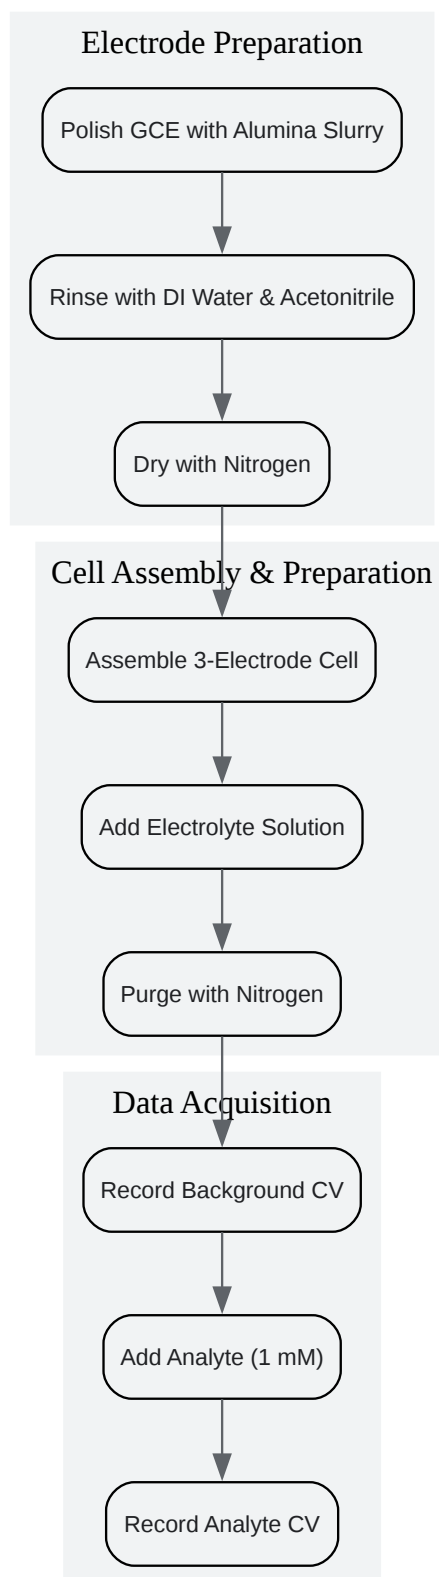 Electrode Preparation
Polish GCE with Alumina Slurry
Rinse with DI Water & Acetonitrile
Dry with Nitrogen
Cell Assembly & Preparation
Assemble 3-Electrode Cell
Add Electrolyte Solution
Purge with Nitrogen
Data Acquisition
Record Background CV
Add Analyte (1 mM)
Record Analyte CV